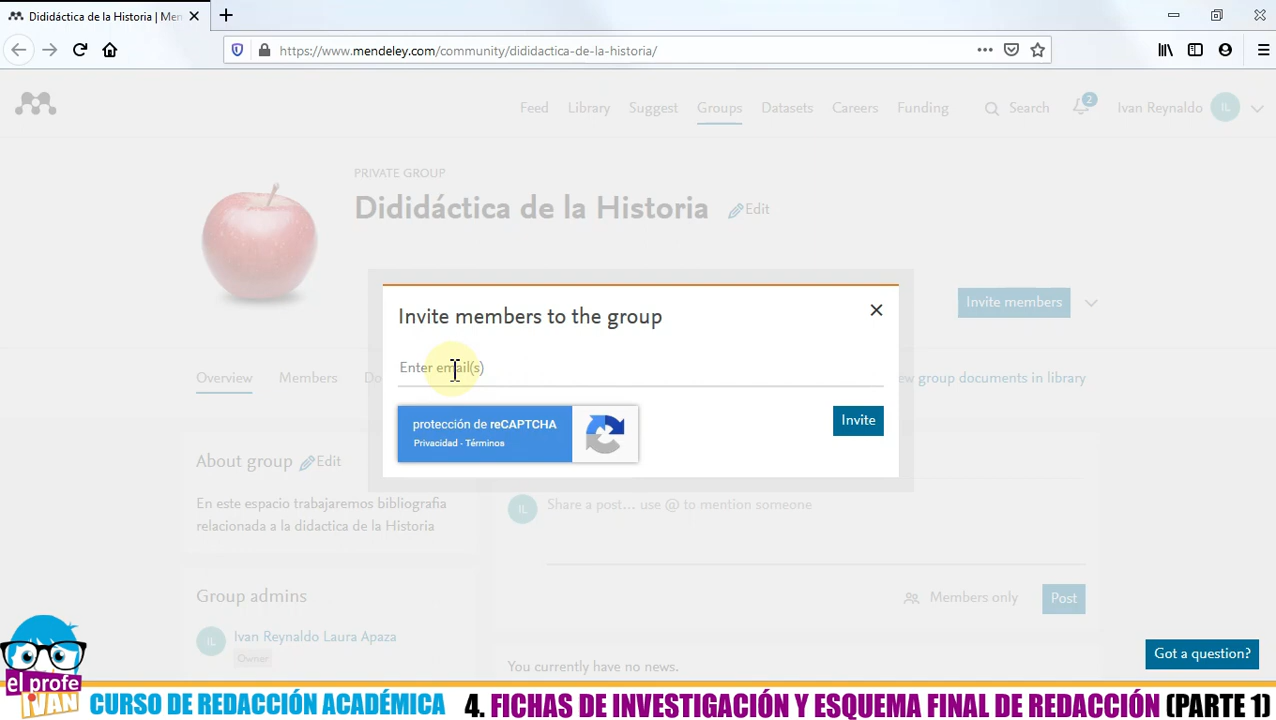 Dididáctica de la Historia | Men
https://www.mendeley.com/community/dididactica-de-la-historia/
Feed Library Suggest Groups Datasets Careers Funding Search 2 Ivan Reynaldo IL
PRIVATE GROUP
Dididáctica de la Historia Edit
Invite members
Invite members to the group
Enter email(s)
protección de reCAPTCHA
Privacidad - Términos
Invite
Overview Members
group documents in library
About group Edit
En este espacio trabajaremos bibliografia
relacionada a la didactica de la Historia
IL Share a post... use @ to mention someone
Members only Post
Group admins
IL Ivan Reynaldo Laura Apaza
Owner
You currently have no news.
Got a question?
el profe
IVAN
CURSO DE REDACCIÓN ACADÉMICA 4. FICHAS DE INVESTIGACIÓN Y ESQUEMA FINAL DE REDACCIÓN (PARTE 1)